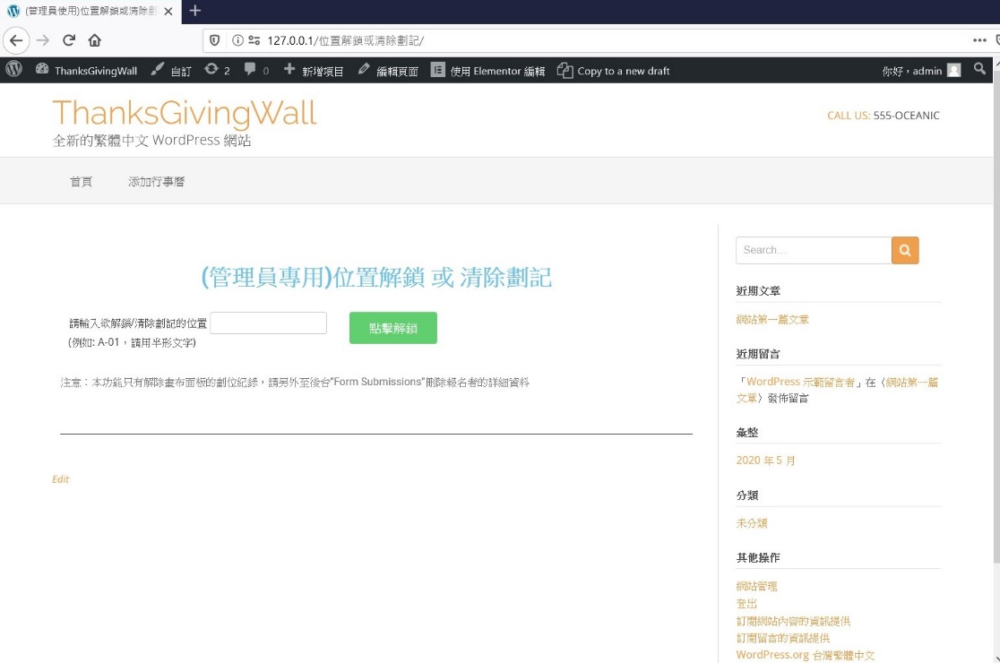 (管理員使用)位置解鎖或清除劃
127.0.0.1/位置解鎖或清除劃記/
ThanksGivingWall 自訂 2 0 新增項目 編輯頁面 使用 Elementor 編輯 Copy to a new draft 你好，admin
ThanksGivingWall
CALL US: 555-OCEANIC
全新的繁體中文 WordPress 網站
首頁 添加行事曆
(管理員專用)位置解鎖 或 清除劃記
請輸入欲解鎖/清除劃記的位置
(例如: A-01，請用半形文字)
點擊解鎖
注意：本功能只有解除畫布面板的劃位紀錄，請另外至後台"Form Submissions"刪除報名者的詳細資料
Edit
Search...
近期文章
網站第一篇文章
近期留言
「WordPress 示範留言者」在〈網站第一篇
文章〉發佈留言
彙整
2020 年 5 月
分類
未分類
其他操作
網站管理
登出
訂閱網站內容的資訊提供
訂閱留言的資訊提供
WordPress.org 台灣繁體中文